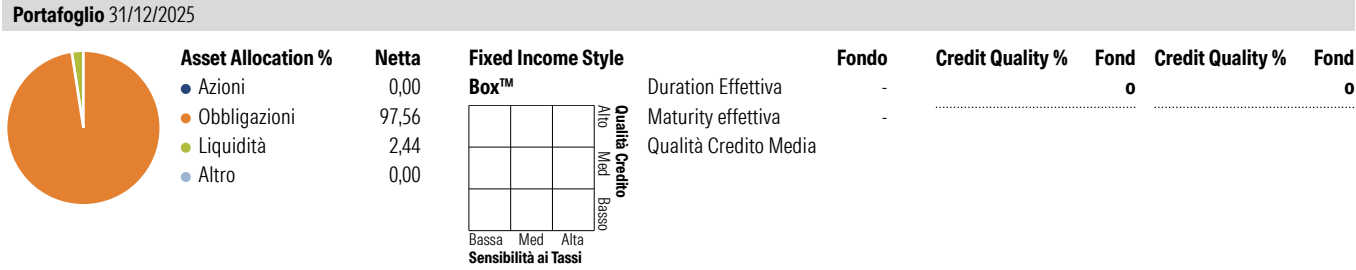 Portafoglio 31/12/2025
Asset Allocation % Netta
Azioni 0,00
Obbligazioni 97,56
Liquidità 2,44
Altro 0,00
Fixed Income Style
Box™
Alto Med Basso
Qualità Credito
Bassa Med Alta
Sensibilità ai Tassi
Fondo
Duration Effettiva -
Maturity effettiva -
Qualità Credito Media
Credit Quality % Fond
o
Credit Quality % Fond
o